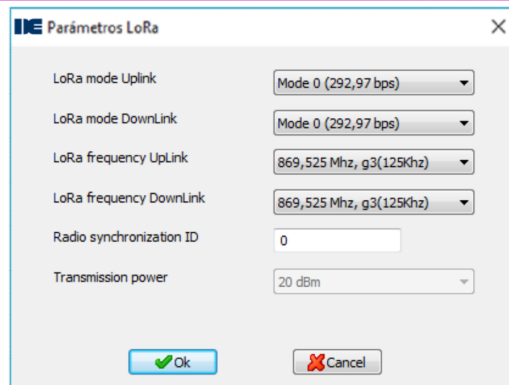 Parámetros LoRa
LoRa mode Uplink Mode 0 (292,97 bps)
LoRa mode DownLink Mode 0 (292,97 bps)
LoRa frequency UpLink 869,525 Mhz, g3(125Khz)
LoRa frequency DownLink 869,525 Mhz, g3(125Khz)
Radio synchronization ID 0
Transmission power 20 dBm
Ok Cancel